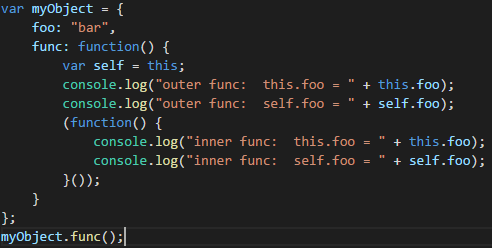 var myObject = {
    foo: "bar",
    func: function() {
        var self = this;
        console.log("outer func:  this.foo = " + this.foo);
        console.log("outer func:  self.foo = " + self.foo);
        (function() {
            console.log("inner func:  this.foo = " + this.foo);
            console.log("inner func:  self.foo = " + self.foo);
        }());
    }
};
myObject.func();